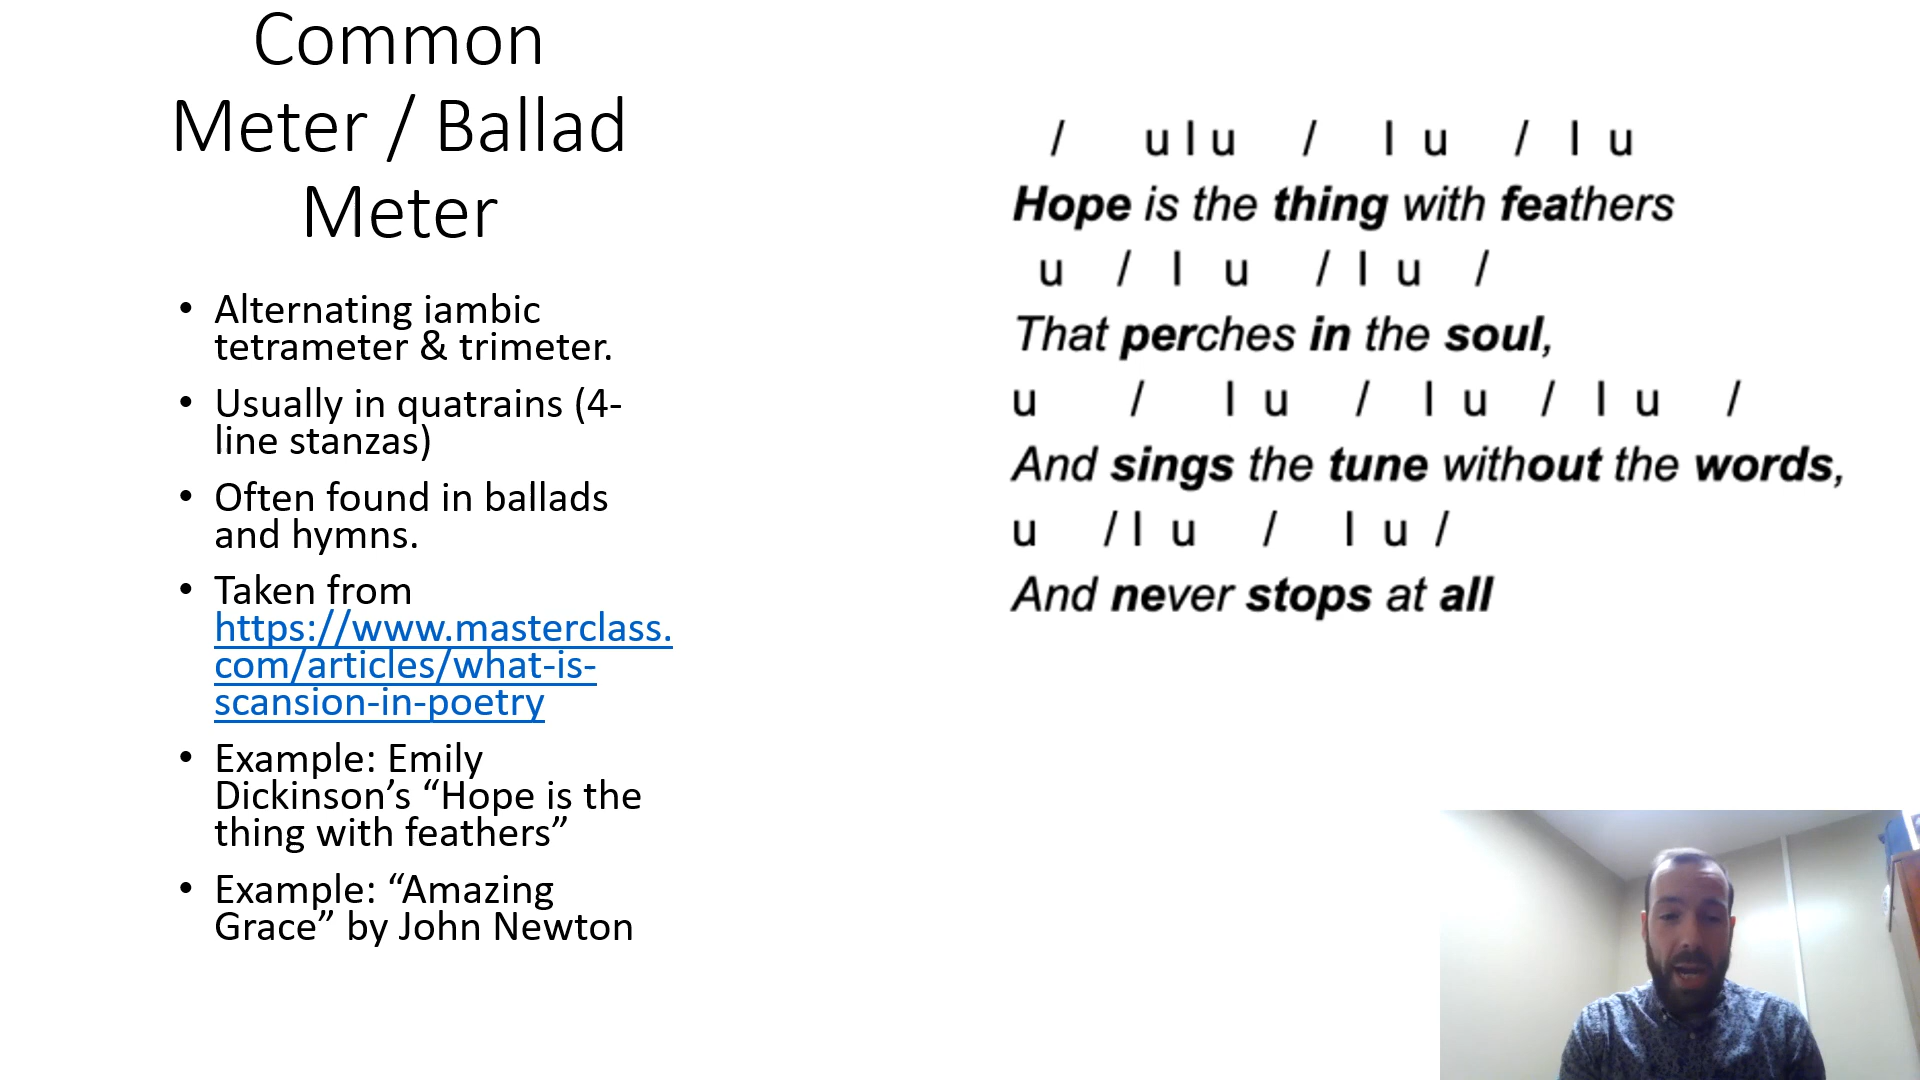 Common
Meter / Ballad
Meter
• Alternating iambic
tetrameter & trimeter.
• Usually in quatrains (4-
line stanzas)
• Often found in ballads
and hymns.
• Taken from
https://www.masterclass.
com/articles/what-is-
scansion-in-poetry
• Example: Emily
Dickinson’s “Hope is the
thing with feathers”
• Example: “Amazing
Grace” by John Newton
/ u l u / l u / l u
Hope is the thing with feathers
u / l u / l u /
That perches in the soul,
u / l u / l u / l u /
And sings the tune without the words,
u / l u / l u /
And never stops at all